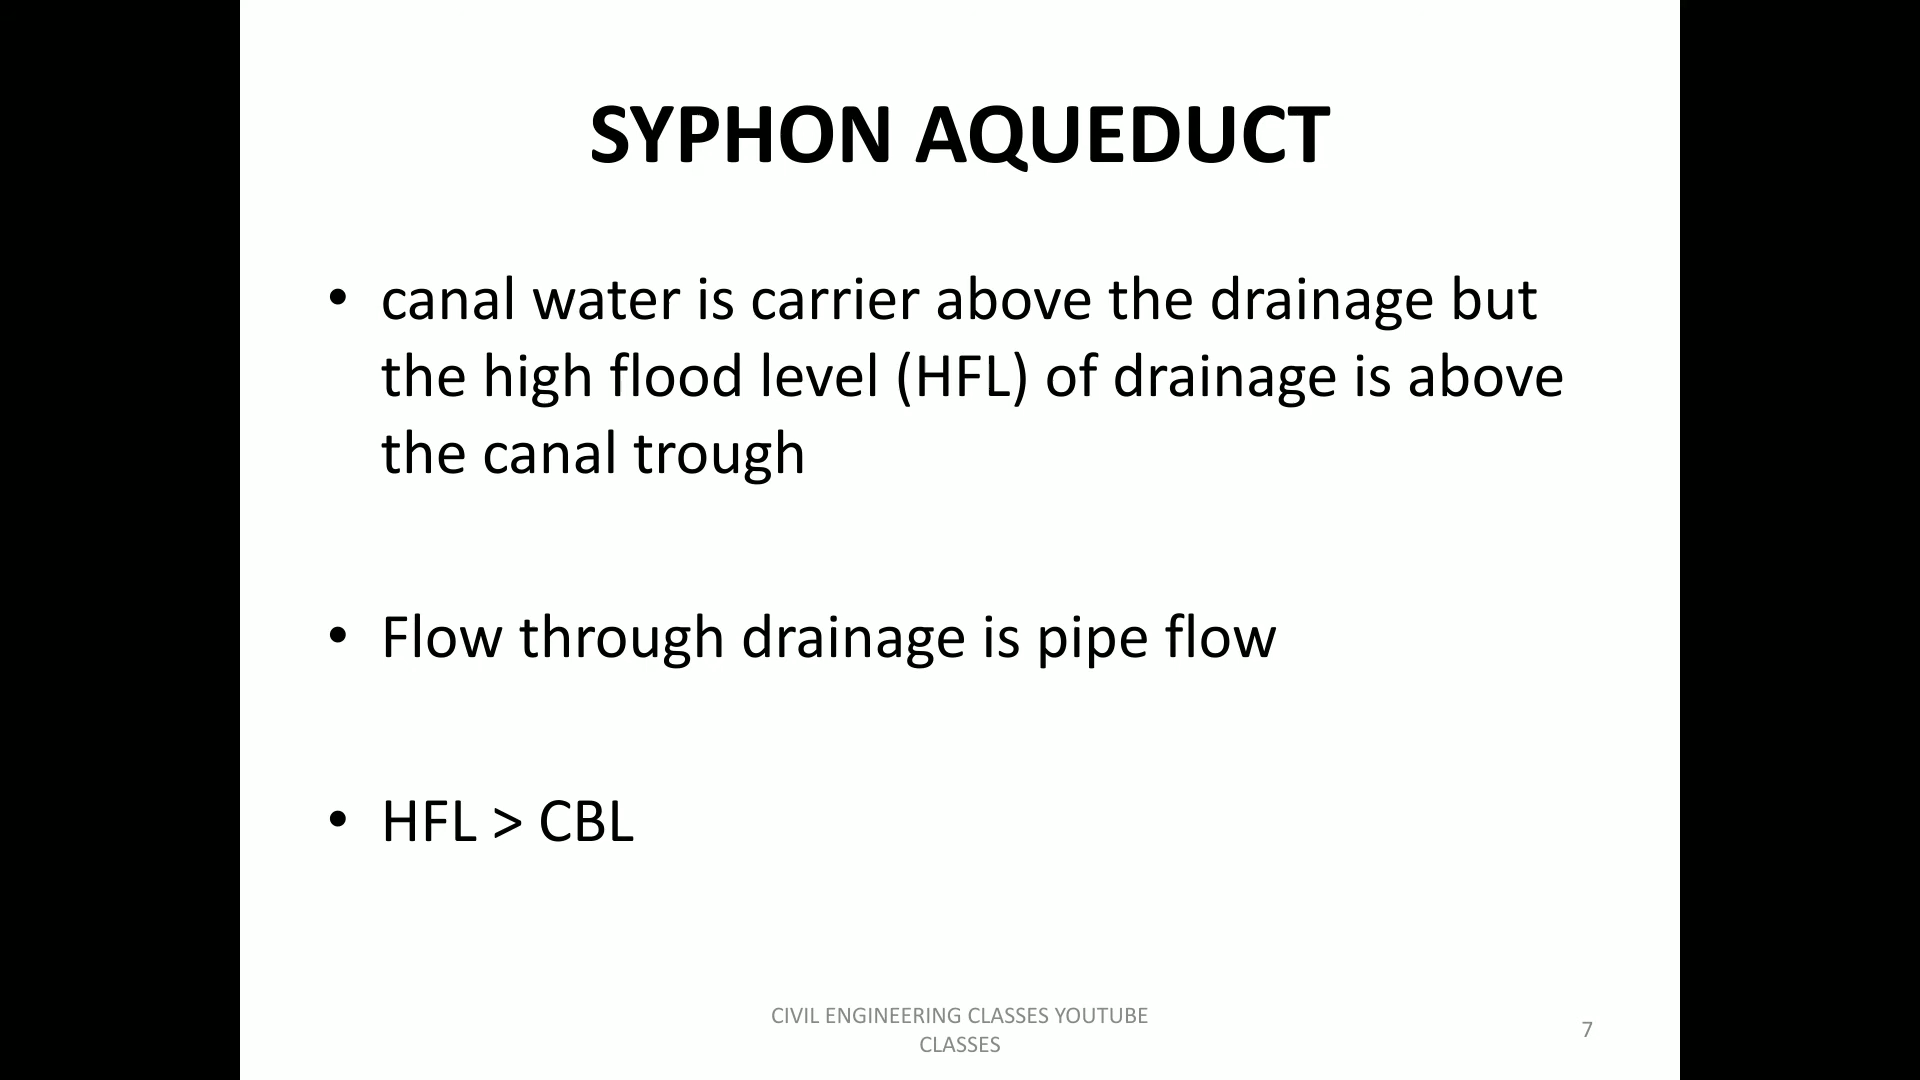 SYPHON AQUEDUCT
• canal water is carrier above the drainage but
the high flood level (HFL) of drainage is above
the canal trough
• Flow through drainage is pipe flow
• HFL > CBL
CIVIL ENGINEERING CLASSES YOUTUBE
CLASSES
7